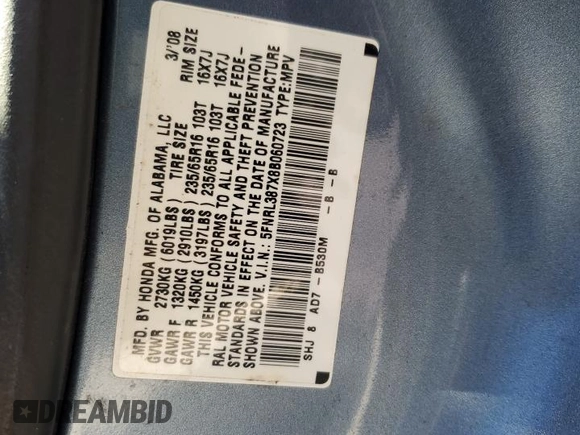 MFD. BY HONDA MFG. OF ALABAMA, LLC 3/'08
GVWR 2730KG (6019LBS) TIRE SIZE RIM SIZE
GAWR F 1320KG (2910LBS) 235/65R16 103T 16X7J
GAWR R 1450KG (3197LBS) 235/65R16 103T 16X7J
THIS VEHICLE CONFORMS TO ALL APPLICABLE FEDE-
RAL MOTOR VEHICLE SAFETY AND THEFT PREVENTION
STANDARDS IN EFFECT ON THE DATE OF MANUFACTURE
SHOWN ABOVE. V.I.N.: 5FNRL387X8B060723 TYPE:MPV
SHJ 8 AD7 - B530M - B - B
DREAMBID